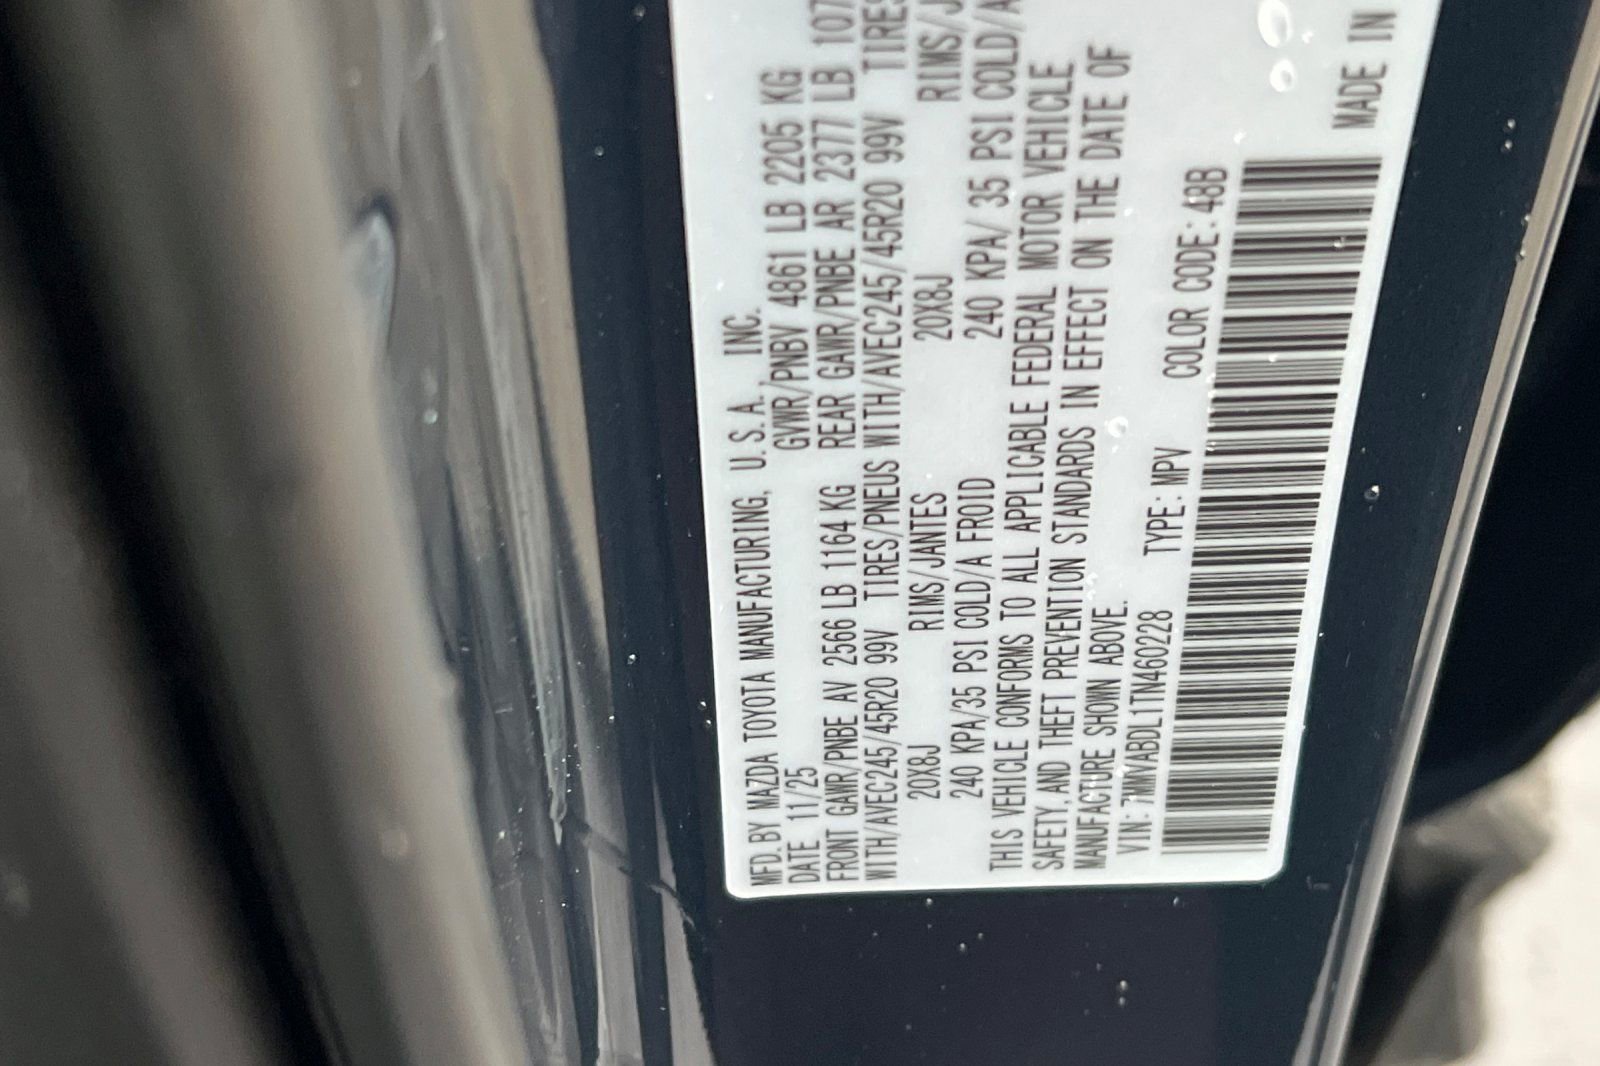 MFD. BY MAZDA TOYOTA MANUFACTURING, U.S.A. INC.
DATE 11/25 GVWR/PNBV 4861 LB 2205 KG
FRONT GAWR/PNBE AV 2566 LB 1164 KG REAR GAWR/PNBE AR 2377 LB 107
WITH/AVEC245/45R20 99V TIRES/PNEUS WITH/AVEC245/45R20 99V TIRES
20X8J RIMS/JANTES 20X8J RIMS/J
240 KPA/35 PSI COLD/A FROID 240 KPA/ 35 PSI COLD/A
THIS VEHICLE CONFORMS TO ALL APPLICABLE FEDERAL MOTOR VEHICLE
SAFETY, AND THEFT PREVENTION STANDARDS IN EFFECT ON THE DATE OF
MANUFACTURE SHOWN ABOVE.
VIN: 7MMVABDL1TN460228 TYPE: MPV COLOR CODE: 48B
MADE IN